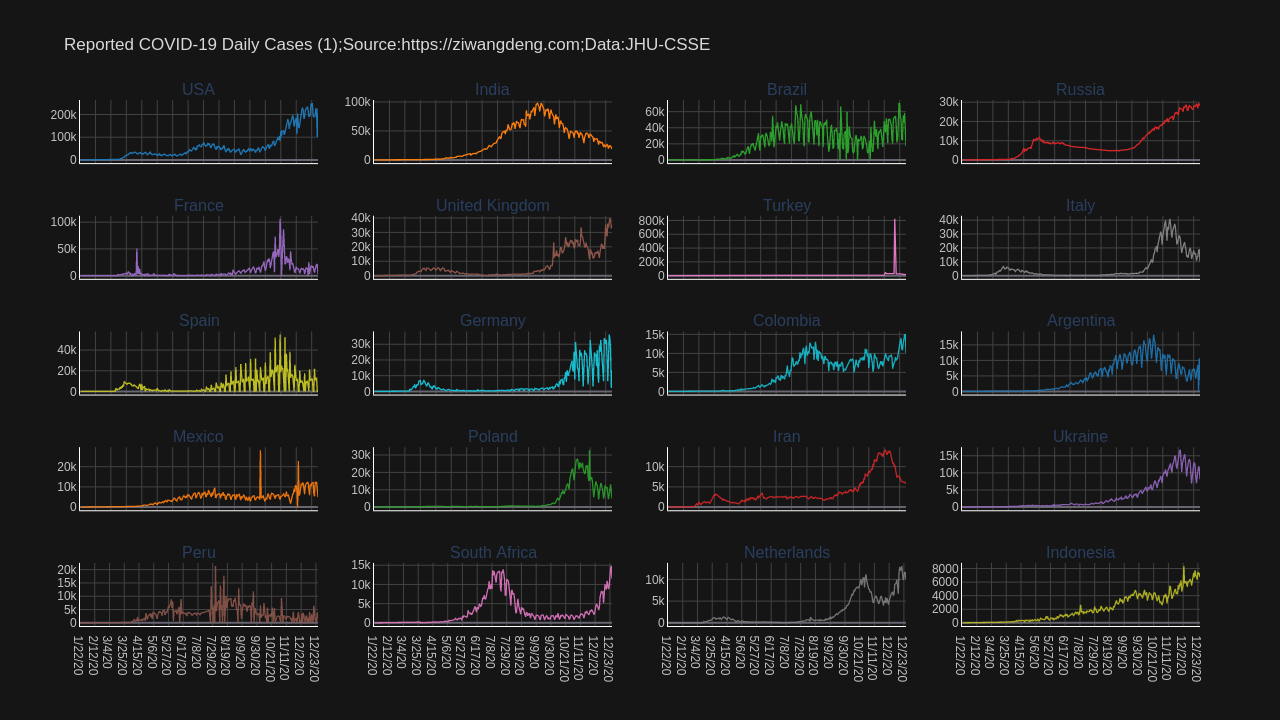 Reported COVID-19 Daily Cases (1);Source:https://ziwangdeng.com;Data:JHU-CSSE
USA
200k
100k
0
India
100k
50k
0
Brazil
60k
40k
20k
0
Russia
30k
20k
10k
0
France
100k
50k
0
United Kingdom
40k
30k
20k
10k
0
Turkey
800k
600k
400k
200k
0
Italy
40k
30k
20k
10k
0
Spain
40k
20k
0
Germany
30k
20k
10k
0
Colombia
15k
10k
5k
0
Argentina
15k
10k
5k
0
Mexico
20k
10k
0
Poland
30k
20k
10k
0
Iran
10k
5k
0
Ukraine
15k
10k
5k
0
Peru
20k
15k
10k
5k
0
South Africa
15k
10k
5k
0
Netherlands
10k
5k
0
Indonesia
8000
6000
4000
2000
0
1/22/20 2/12/20 3/4/20 3/25/20 4/15/20 5/6/20 5/27/20 6/17/20 7/8/20 7/29/20 8/19/20 9/9/20 9/30/20 10/21/20 11/11/20 12/2/20 12/23/20
1/22/20 2/12/20 3/4/20 3/25/20 4/15/20 5/6/20 5/27/20 6/17/20 7/8/20 7/29/20 8/19/20 9/9/20 9/30/20 10/21/20 11/11/20 12/2/20 12/23/20
1/22/20 2/12/20 3/4/20 3/25/20 4/15/20 5/6/20 5/27/20 6/17/20 7/8/20 7/29/20 8/19/20 9/9/20 9/30/20 10/21/20 11/11/20 12/2/20 12/23/20
1/22/20 2/12/20 3/4/20 3/25/20 4/15/20 5/6/20 5/27/20 6/17/20 7/8/20 7/29/20 8/19/20 9/9/20 9/30/20 10/21/20 11/11/20 12/2/20 12/23/20